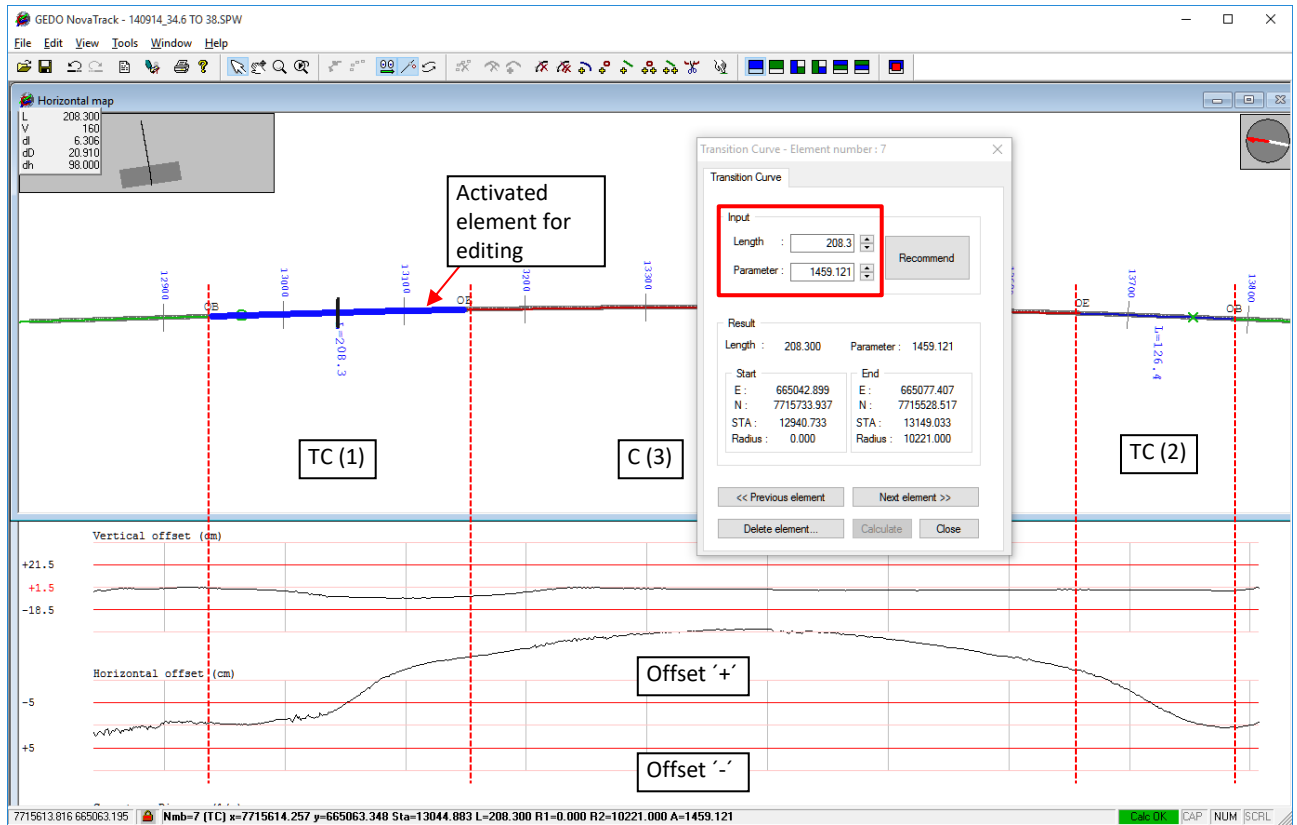 GEDO NovaTrack - 140914_34.6 TO 38.SPW
File Edit View Tools Window Help
Horizontal map
L 208.300
V 160
dl 6.306
dD 20.910
dh 98.000
Activated
element for
editing
Transition Curve - Element number : 7
Transition Curve
Input
Length : 208.3
Parameter : 1459.121
Recommend
Result
Length : 208.300 Parameter : 1459.121
Start
E : 665042.899
N : 7715733.937
STA : 12940.733
Radius : 0.000
End
E : 665077.407
N : 7715528.517
STA : 13149.033
Radius : 10221.000
<< Previous element Next element >>
Delete element... Calculate Close
12900
13000
13100
13200
13300
13700
13800
OE
OE
L=208.3
L=126.4
TC (1)
C (3)
TC (2)
Vertical offset (cm)
+21.5
+1.5
-18.5
Horizontal offset (cm)
-5
+5
Offset ´+´
Offset ´-´
7715613.816 665063.195 Nmb=7 (TC) x=7715614.257 y=665063.348 Sta=13044.883 L=208.300 R1=0.000 R2=10221.000 A=1459.121
Calc OK CAP NUM SCRL